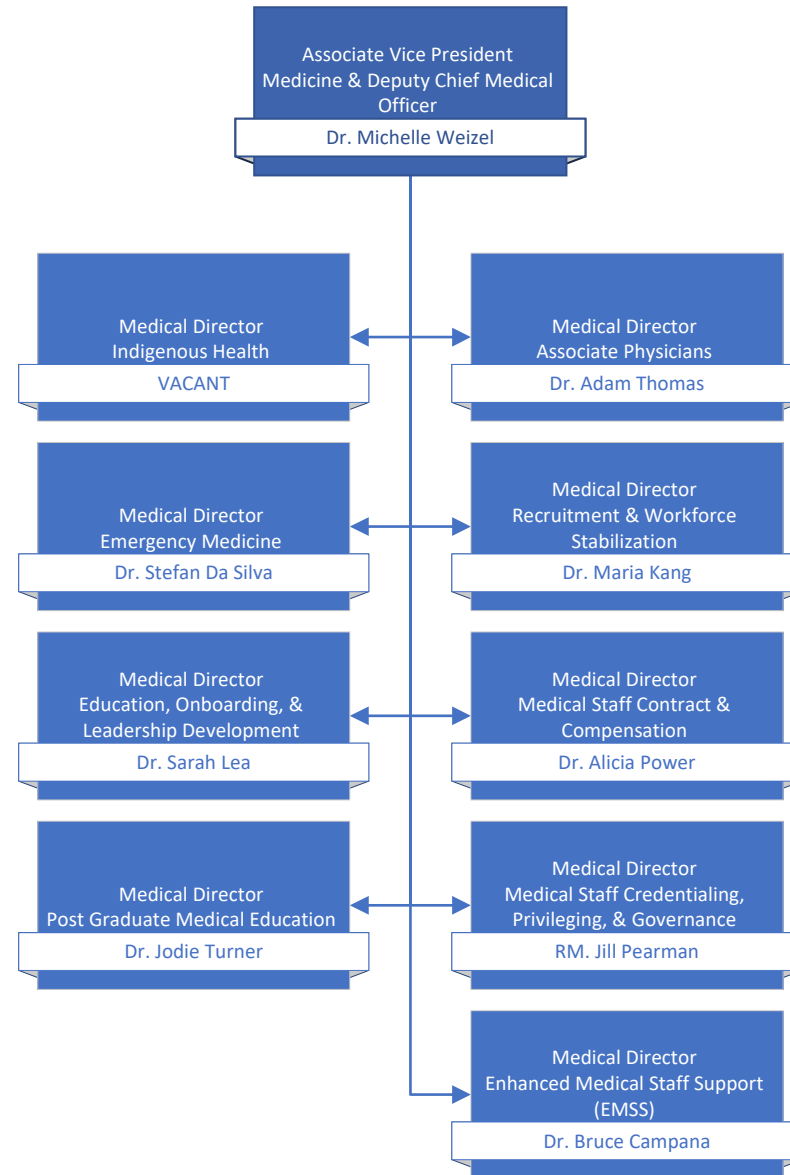 Associate Vice President
Medicine & Deputy Chief Medical
Officer
Dr. Michelle Weizel
Medical Director
Indigenous Health
VACANT
Medical Director
Associate Physicians
Dr. Adam Thomas
Medical Director
Emergency Medicine
Dr. Stefan Da Silva
Medical Director
Recruitment & Workforce
Stabilization
Dr. Maria Kang
Medical Director
Education, Onboarding, &
Leadership Development
Dr. Sarah Lea
Medical Director
Medical Staff Contract &
Compensation
Dr. Alicia Power
Medical Director
Post Graduate Medical Education
Dr. Jodie Turner
Medical Director
Medical Staff Credentialing,
Privileging, & Governance
RM. Jill Pearman
Medical Director
Enhanced Medical Staff Support
(EMSS)
Dr. Bruce Campana